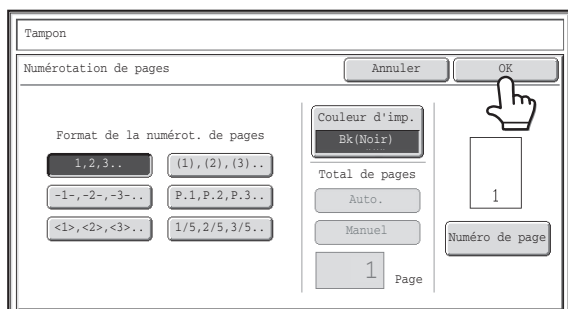 Tampon
Numérotation de pages
Annuler
OK
Format de la numérot. de pages
1,2,3..
(1),(2),(3)..
-1-,-2-,-3-..
P.1,P.2,P.3..
<1>,<2>,<3>..
1/5,2/5,3/5..
Couleur d'imp.
Bk(Noir)
Total de pages
Auto.
Manuel
1 Page
1
Numéro de page